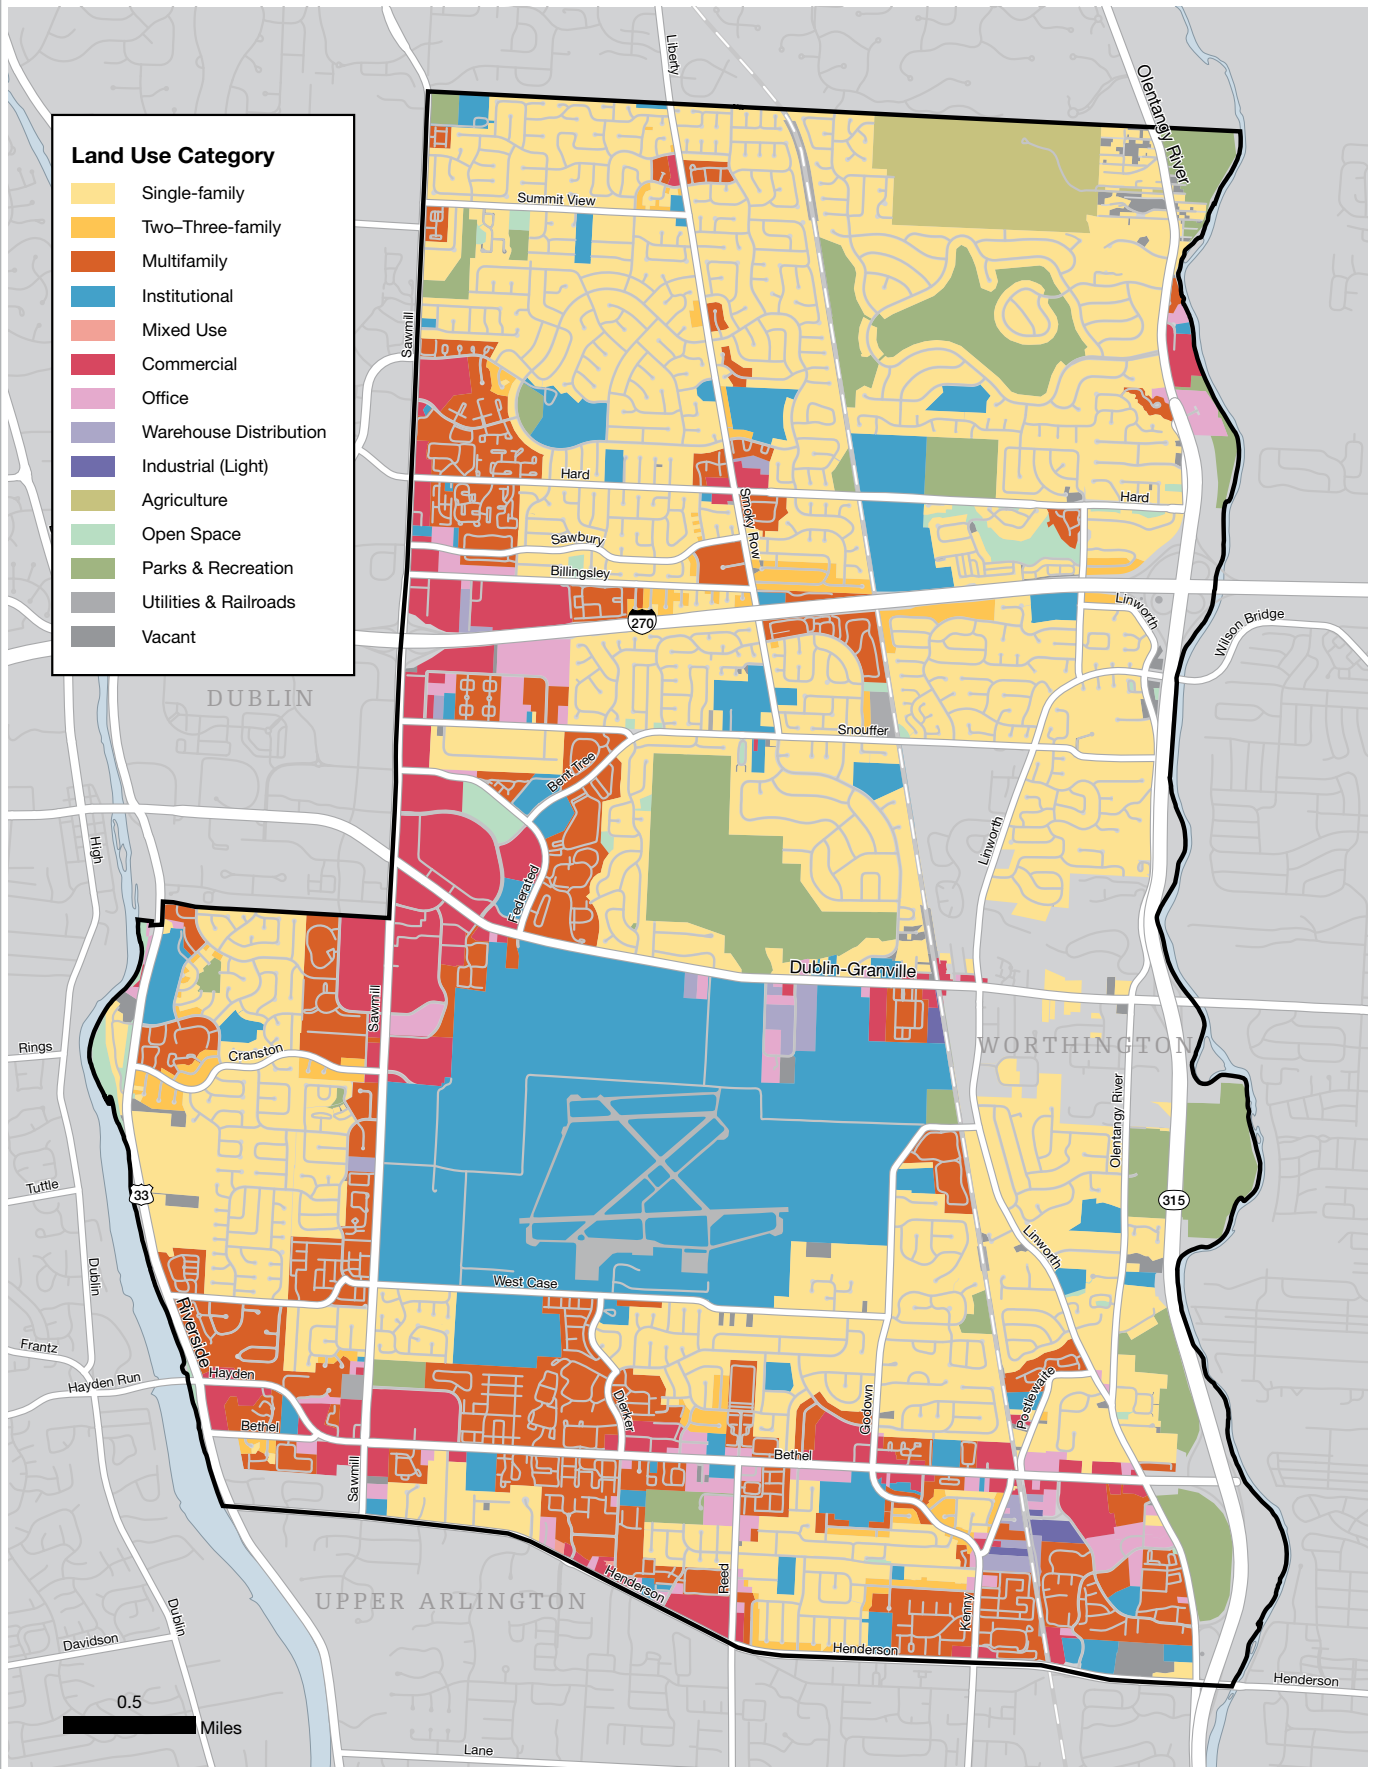 Liberty
Olentangy River
Land Use Category
Single-family
Two–Three-family
Multifamily
Institutional
Mixed Use
Commercial
Office
Warehouse Distribution
Industrial (Light)
Agriculture
Open Space
Parks & Recreation
Utilities & Railroads
Vacant
Summit View
Sawmill
Hard
Hard
Smoky Row
Sawbury
Billingsley
270
Linworth
Wilson Bridge
DUBLIN
Snouffer
Bent Tree
High
Linworth
Federated
Dublin-Granville
Sawmill
Rings
Cranston
WORTHINGTON
Olentangy River
Tuttle
33
315
Linworth
Dublin
West Case
Riverside
Frantz
Hayden Run
Hayden
Dierker
Godown
Postlewaite
Bethel
Bethel
Sawmill
Henderson
Reed
Kenny
UPPER ARLINGTON
Dublin
Davidson
Henderson
Henderson
0.5
Miles
Lane